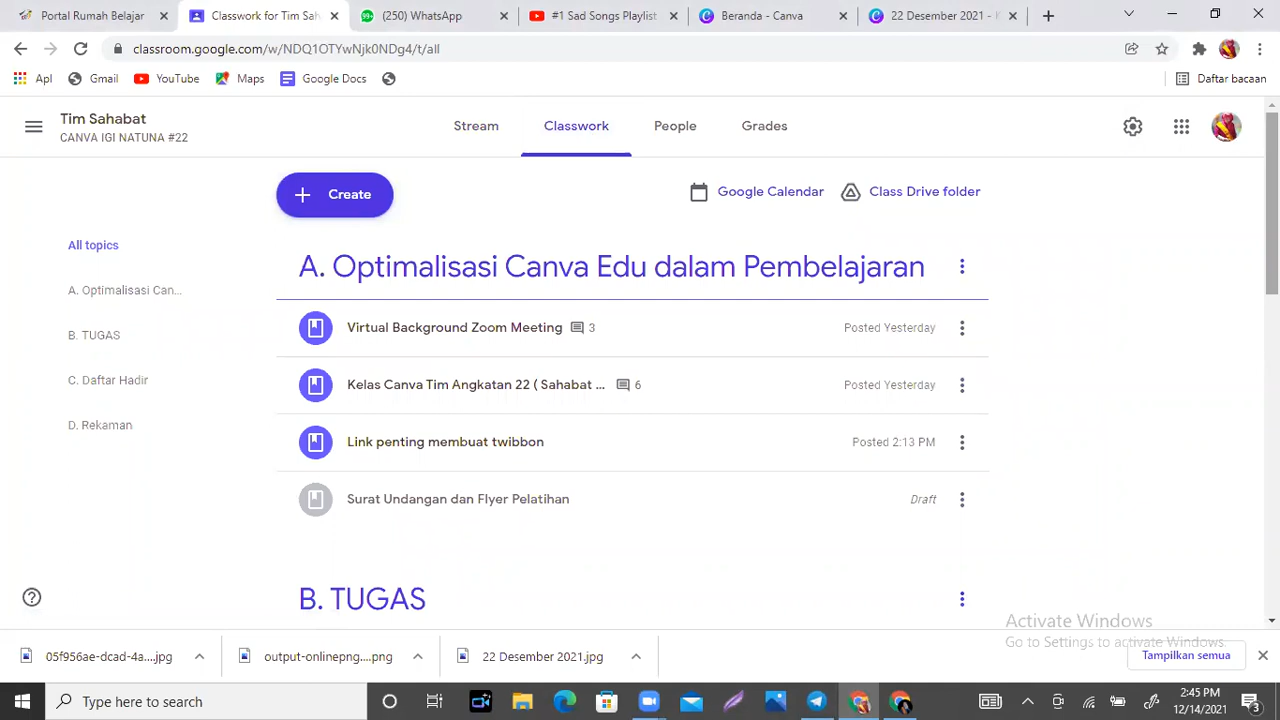 Portal Rumah Belajar
Classwork for Tim Sah
(250) WhatsApp
#1 Sad Songs Playlist
Beranda - Canva
22 Desember 2021 -
classroom.google.com/w/NDQ1OTYwNjk0NDg4/t/all
Apl
Gmail
YouTube
Maps
Google Docs
Daftar bacaan
Tim Sahabat
CANVA IGI NATUNA #22
Stream
Classwork
People
Grades
Create
Google Calendar
Class Drive folder
All topics
A. Optimalisasi Can...
B. TUGAS
C. Daftar Hadir
D. Rekaman
A. Optimalisasi Canva Edu dalam Pembelajaran
Virtual Background Zoom Meeting 3 Posted Yesterday
Kelas Canva Tim Angkatan 22 ( Sahabat ... 6 Posted Yesterday
Link penting membuat twibbon Posted 2:13 PM
Surat Undangan dan Flyer Pelatihan Draft
B. TUGAS
Activate Windows
Go to Settings to activate Windows.
05f956ae-dcad-4a....jpg
output-onlinepng....png
22 Desember 2021.jpg
Tampilkan semua
Type here to search
2:45 PM
12/14/2021
3